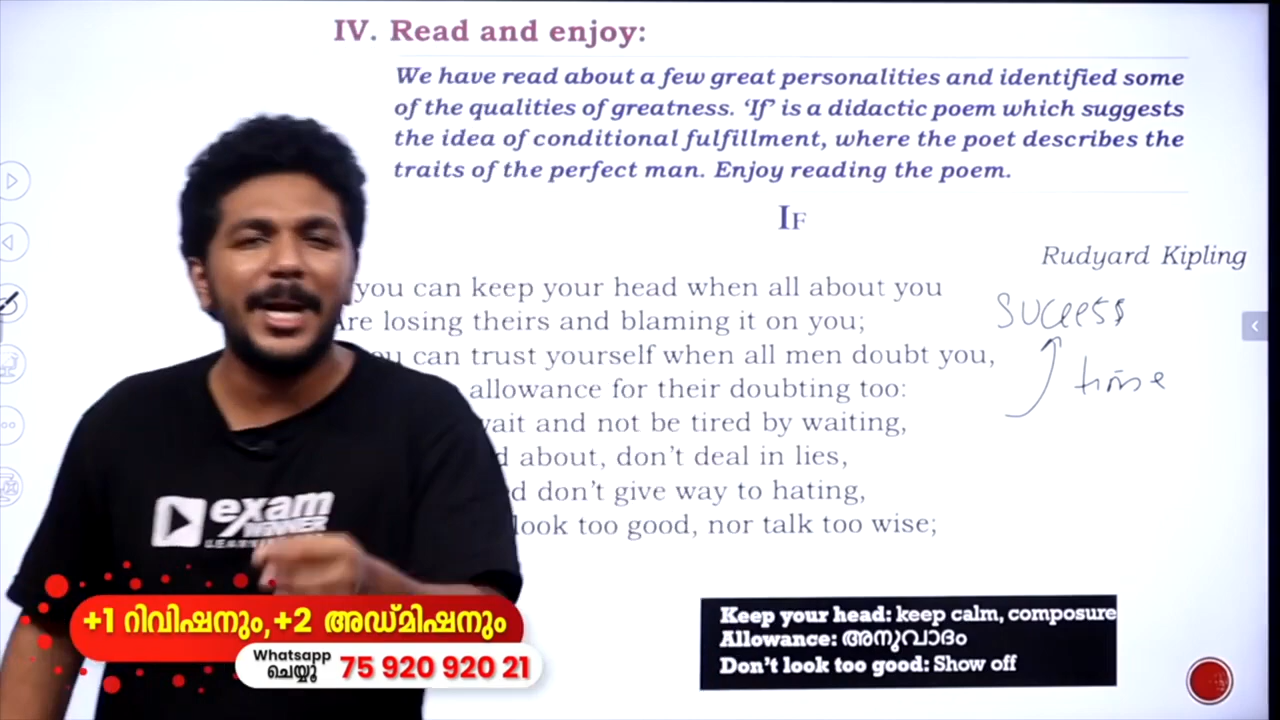 IV. Read and enjoy:
We have read about a few great personalities and identified some
of the qualities of greatness. ‘If’ is a didactic poem which suggests
the idea of conditional fulfillment, where the poet describes the
traits of the perfect man. Enjoy reading the poem.
IF
Rudyard Kipling
you can keep your head when all about you
Are losing theirs and blaming it on you;
can trust yourself when all men doubt you,
allowance for their doubting too:
wait and not be tired by waiting,
about, don’t deal in lies,
don’t give way to hating,
look too good, nor talk too wise;
success
time
exam
WINNER
Keep your head: keep calm, composure
Allowance: അനുവാദം
Don’t look too good: Show off
+1 റിവിഷനും,+2 അഡ്മിഷനും
Whatsapp
ചെയ്യൂ
75 920 920 21